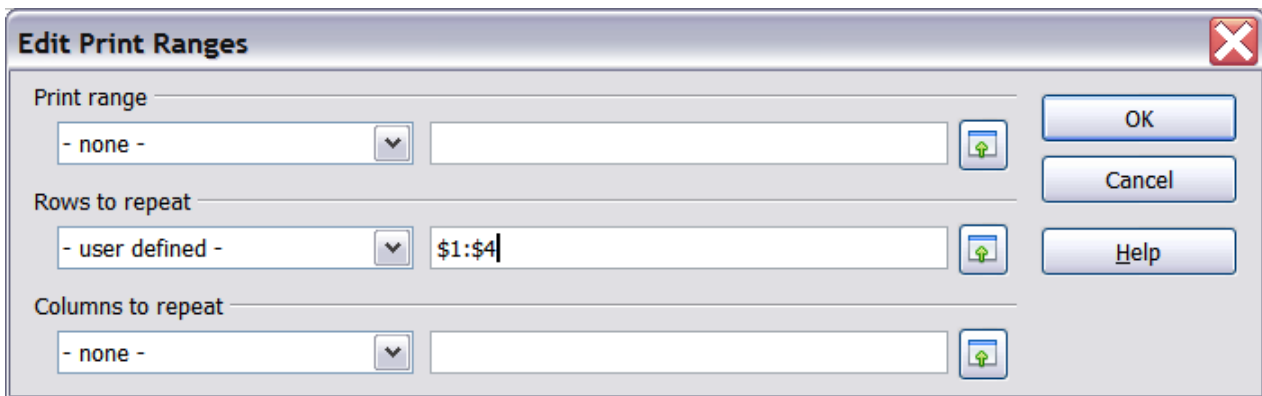 Edit Print Ranges
Print range
- none -
OK
Cancel
Rows to repeat
- user defined - $1:$4
Help
Columns to repeat
- none -